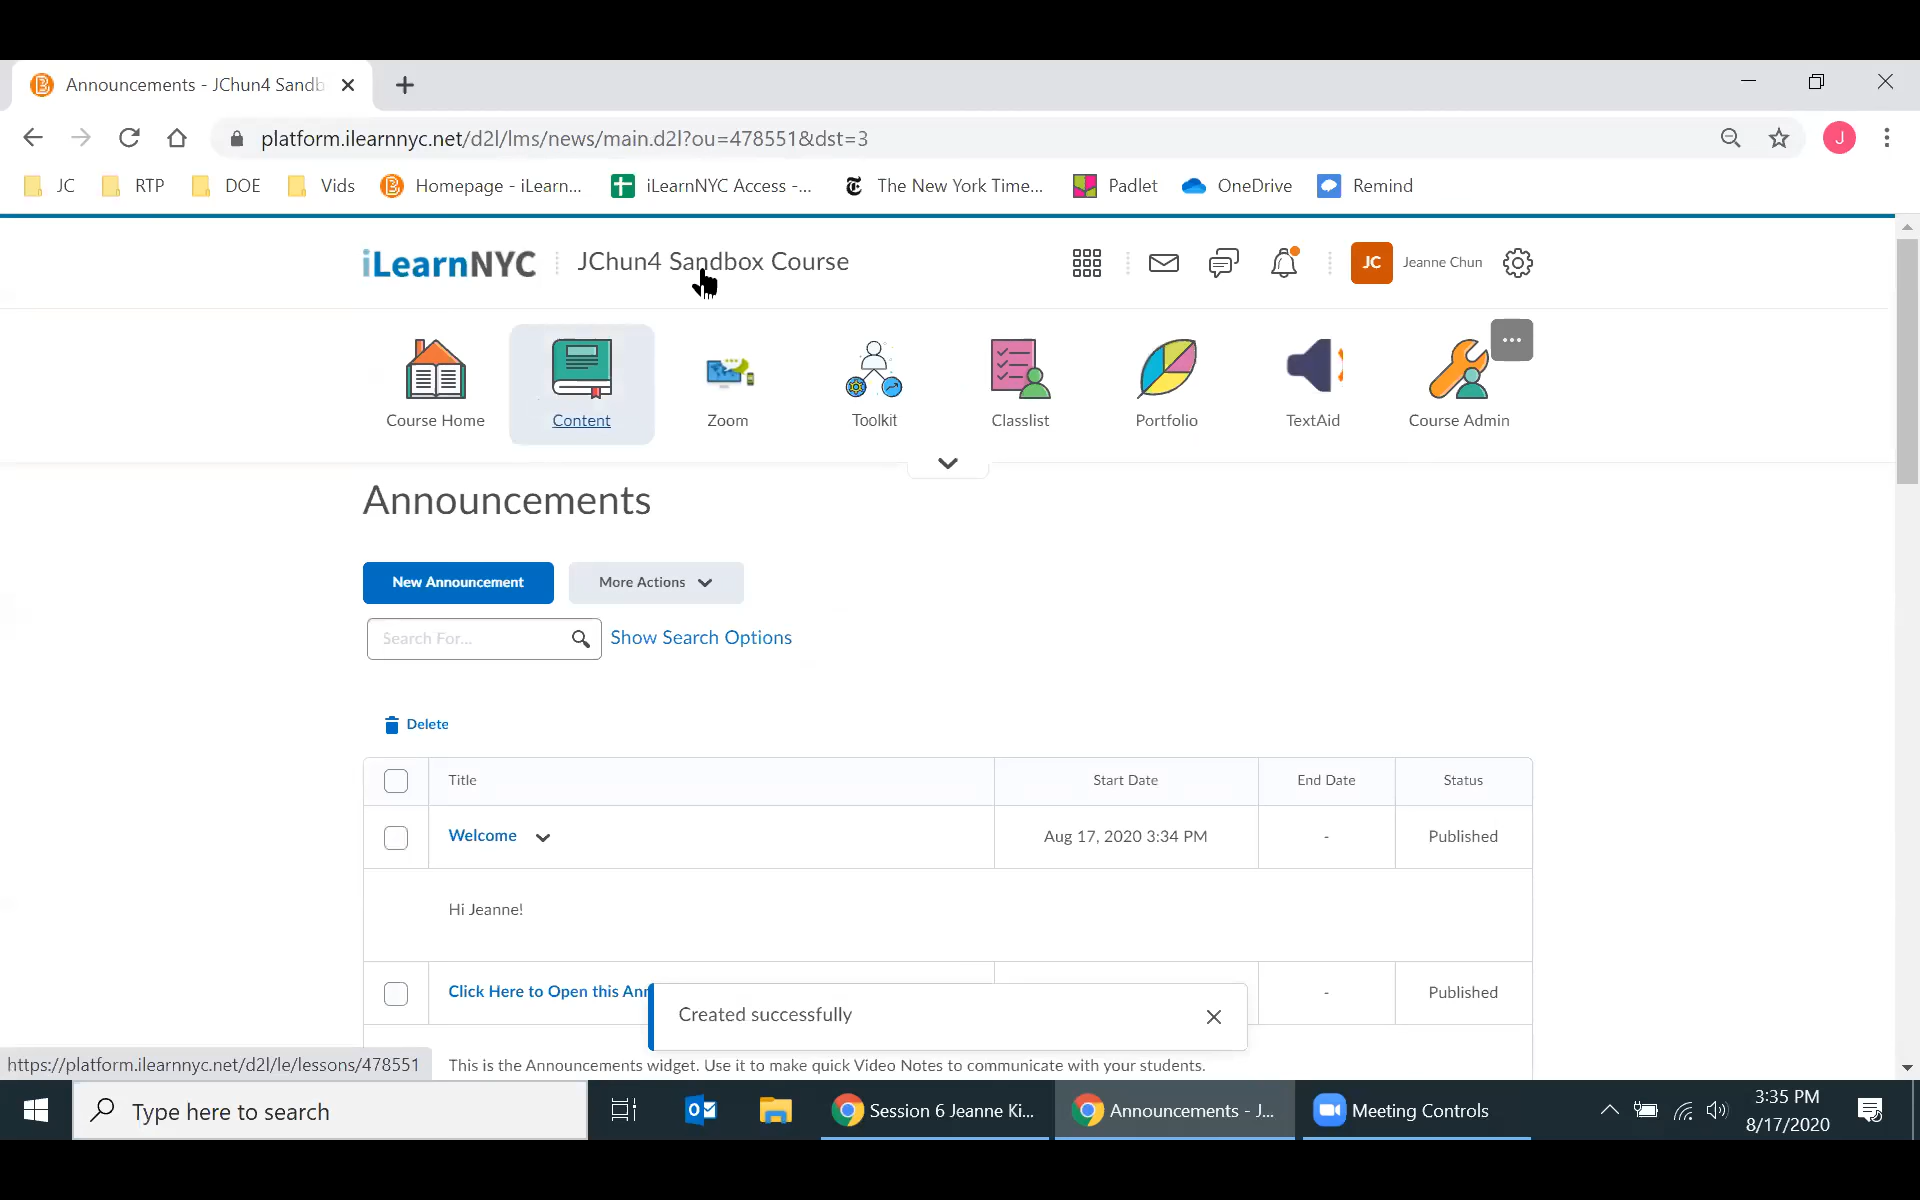 Announcements - JChun4 Sandb
platform.ilearnnyc.net/d2l/lms/news/main.d2l?ou=478551&dst=3
J
JC
RTP
DOE
Vids
Homepage - iLearn...
iLearnNYC Access -...
The New York Time...
Padlet
OneDrive
Remind
iLearnNYC
JChun4 Sandbox Course
JC
Jeanne Chun
Course Home
Content
Zoom
Toolkit
Classlist
Portfolio
TextAid
Course Admin
Announcements
New Announcement
More Actions
Search For...
Show Search Options
Delete
Title
Start Date
End Date
Status
Welcome
Aug 17, 2020 3:34 PM
-
Published
Hi Jeanne!
Click Here to Open this Ann
-
Published
Created successfully
https://platform.ilearnnyc.net/d2l/le/lessons/478551
This is the Announcements widget. Use it to make quick Video Notes to communicate with your students.
Type here to search
Session 6 Jeanne Ki...
Announcements - J...
Meeting Controls
3:35 PM
8/17/2020